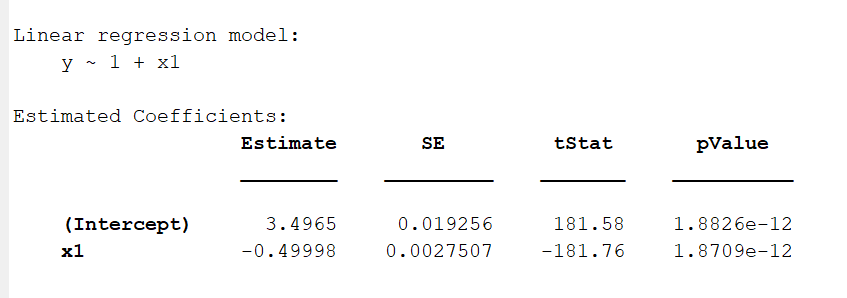 Linear regression model:
y ~ 1 + x1
Estimated Coefficients:
Estimate SE tStat pValue
(Intercept) 3.4965 0.019256 181.58 1.8826e-12
x1 -0.49998 0.0027507 -181.76 1.8709e-12